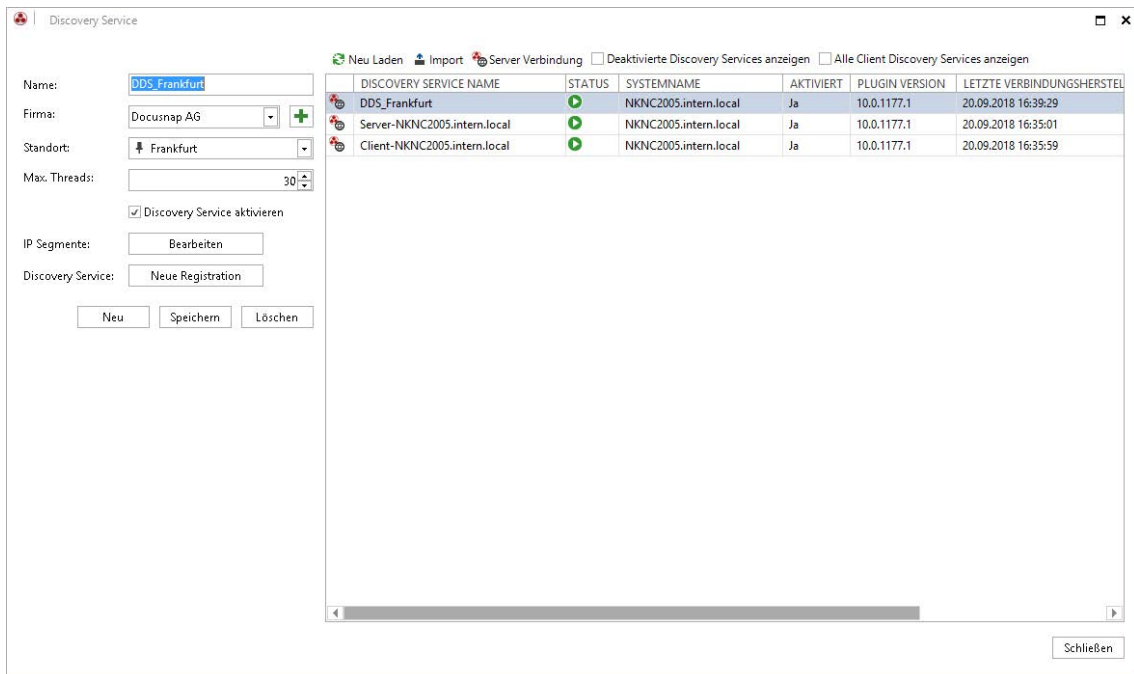 Discovery Service
Neu Laden Import Server Verbindung Deaktivierte Discovery Services anzeigen Alle Client Discovery Services anzeigen
Name: DDS_Frankfurt
Firma: Docusnap AG
Standort: Frankfurt
Max. Threads: 30
Discovery Service aktivieren
IP Segmente: Bearbeiten
Discovery Service: Neue Registration
Neu Speichern Löschen
DISCOVERY SERVICE NAME STATUS SYSTEMNAME AKTIVIERT PLUGIN VERSION LETZTE VERBINDUNGSHERSTEL
DDS_Frankfurt NKNC2005.intern.local Ja 10.0.1177.1 20.09.2018 16:39:29
Server-NKNC2005.intern.local NKNC2005.intern.local Ja 10.0.1177.1 20.09.2018 16:35:01
Client-NKNC2005.intern.local NKNC2005.intern.local Ja 10.0.1177.1 20.09.2018 16:35:59
Schließen